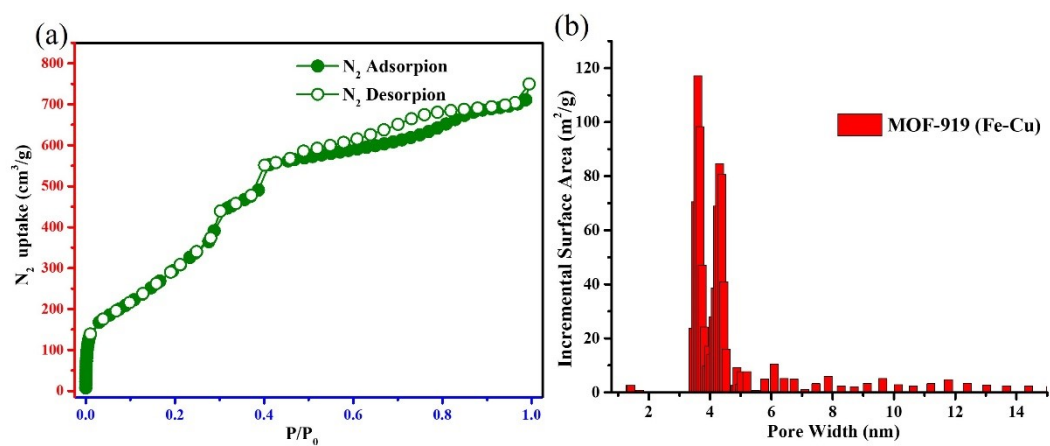 (a)
N2 Adsorpion
N2 Desorpion
800
700
600
500
400
300
200
100
0
N2 uptake (cm3/g)
0.0 0.2 0.4 0.6 0.8 1.0
P/P0
(b)
MOF-919 (Fe-Cu)
120
100
80
60
40
20
0
Incremental Surface Area (m2/g)
2 4 6 8 10 12 14
Pore Width (nm)